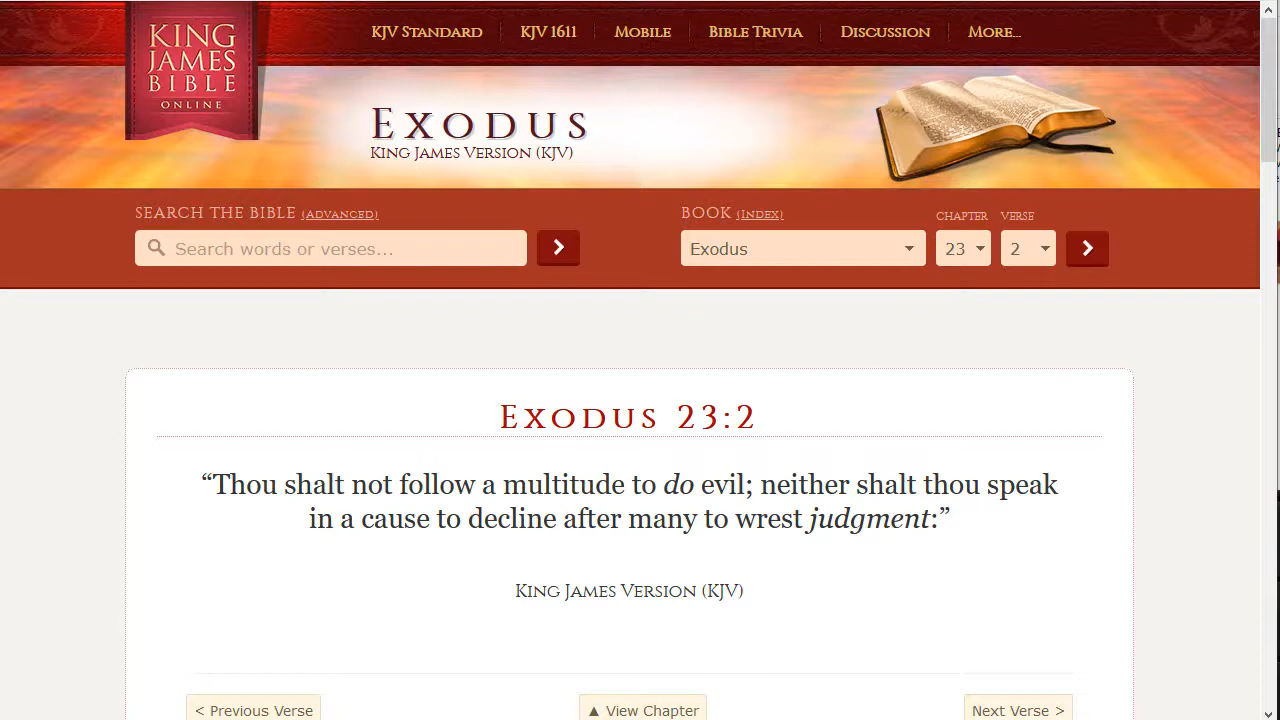 KING
JAMES
BIBLE
ONLINE
KJV Standard KJV 1611 Mobile Bible Trivia Discussion More...
Exodus
King James Version (KJV)
Search the Bible (Advanced) Book (Index) Chapter Verse
Search words or verses... Exodus 23 2
Exodus 23:2
“Thou shalt not follow a multitude to do evil; neither shalt thou speak
in a cause to decline after many to wrest judgment:”
King James Version (KJV)
< Previous Verse ▲ View Chapter Next Verse >